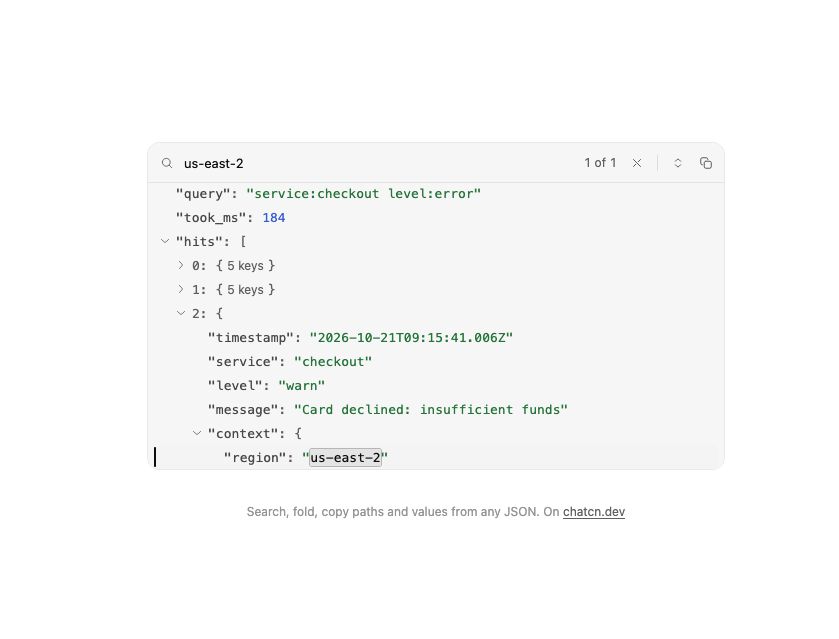 us-east-2 1 of 1
"query": "service:checkout level:error"
"took_ms": 184
"hits": [
0: { 5 keys }
1: { 5 keys }
2: {
"timestamp": "2026-10-21T09:15:41.006Z"
"service": "checkout"
"level": "warn"
"message": "Card declined: insufficient funds"
"context": {
"region": "us-east-2"
Search, fold, copy paths and values from any JSON. On chatcn.dev